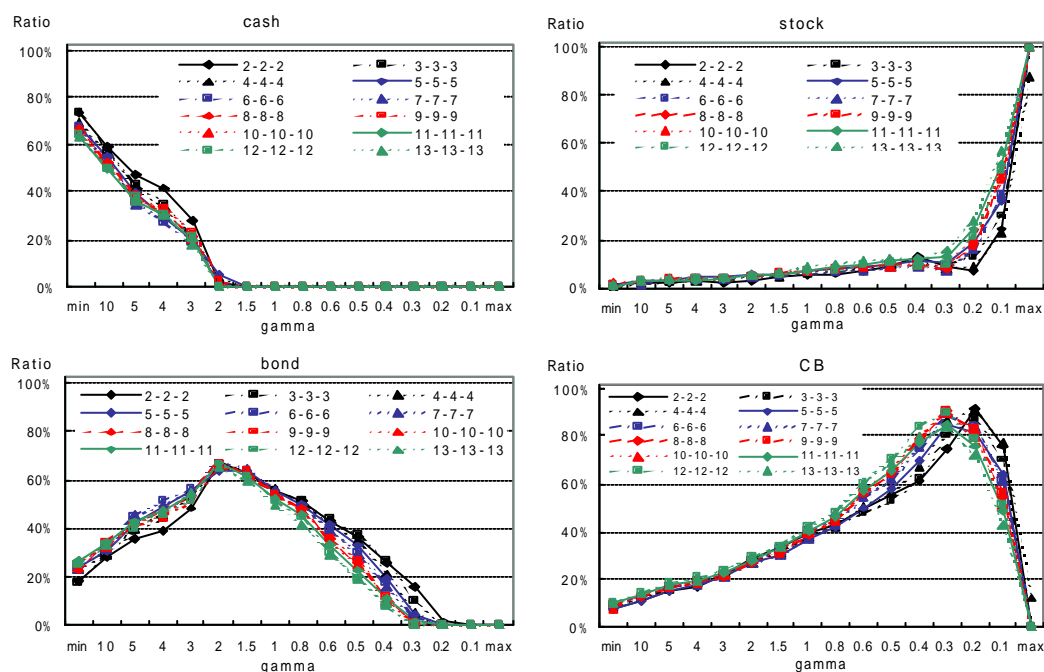 Ratio cash
100%
80%
60%
40%
20%
0%
2-2-2 3-3-3
4-4-4 5-5-5
6-6-6 7-7-7
8-8-8 9-9-9
10-10-10 11-11-11
12-12-12 13-13-13
min 10 5 4 3 2 1.5 1 0.8 0.6 0.5 0.4 0.3 0.2 0.1 max
gamma
Ratio stock
100%
80%
60%
40%
20%
0%
2-2-2 3-3-3
4-4-4 5-5-5
6-6-6 7-7-7
8-8-8 9-9-9
10-10-10 11-11-11
12-12-12 13-13-13
min 10 5 4 3 2 1.5 1 0.8 0.6 0.5 0.4 0.3 0.2 0.1 max
gamma
Ratio bond
100%
80%
60%
40%
20%
0%
2-2-2 3-3-3 4-4-4
5-5-5 6-6-6 7-7-7
8-8-8 9-9-9 10-10-10
11-11-11 12-12-12 13-13-13
min 10 5 4 3 2 1.5 1 0.8 0.6 0.5 0.4 0.3 0.2 0.1 max
gamma
Ratio CB
100%
80%
60%
40%
20%
0%
2-2-2 3-3-3
4-4-4 5-5-5
6-6-6 7-7-7
8-8-8 9-9-9
10-10-10 11-11-11
12-12-12 13-13-13
min 10 5 4 3 2 1.5 1 0.8 0.6 0.5 0.4 0.3 0.2 0.1 max
gamma